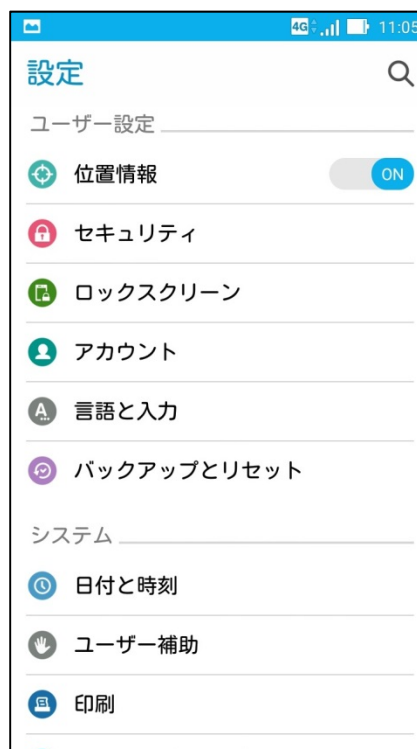 4G 11:05
設定
ユーザー設定
位置情報 ON
セキュリティ
ロックスクリーン
アカウント
言語と入力
バックアップとリセット
システム
日付と時刻
ユーザー補助
印刷